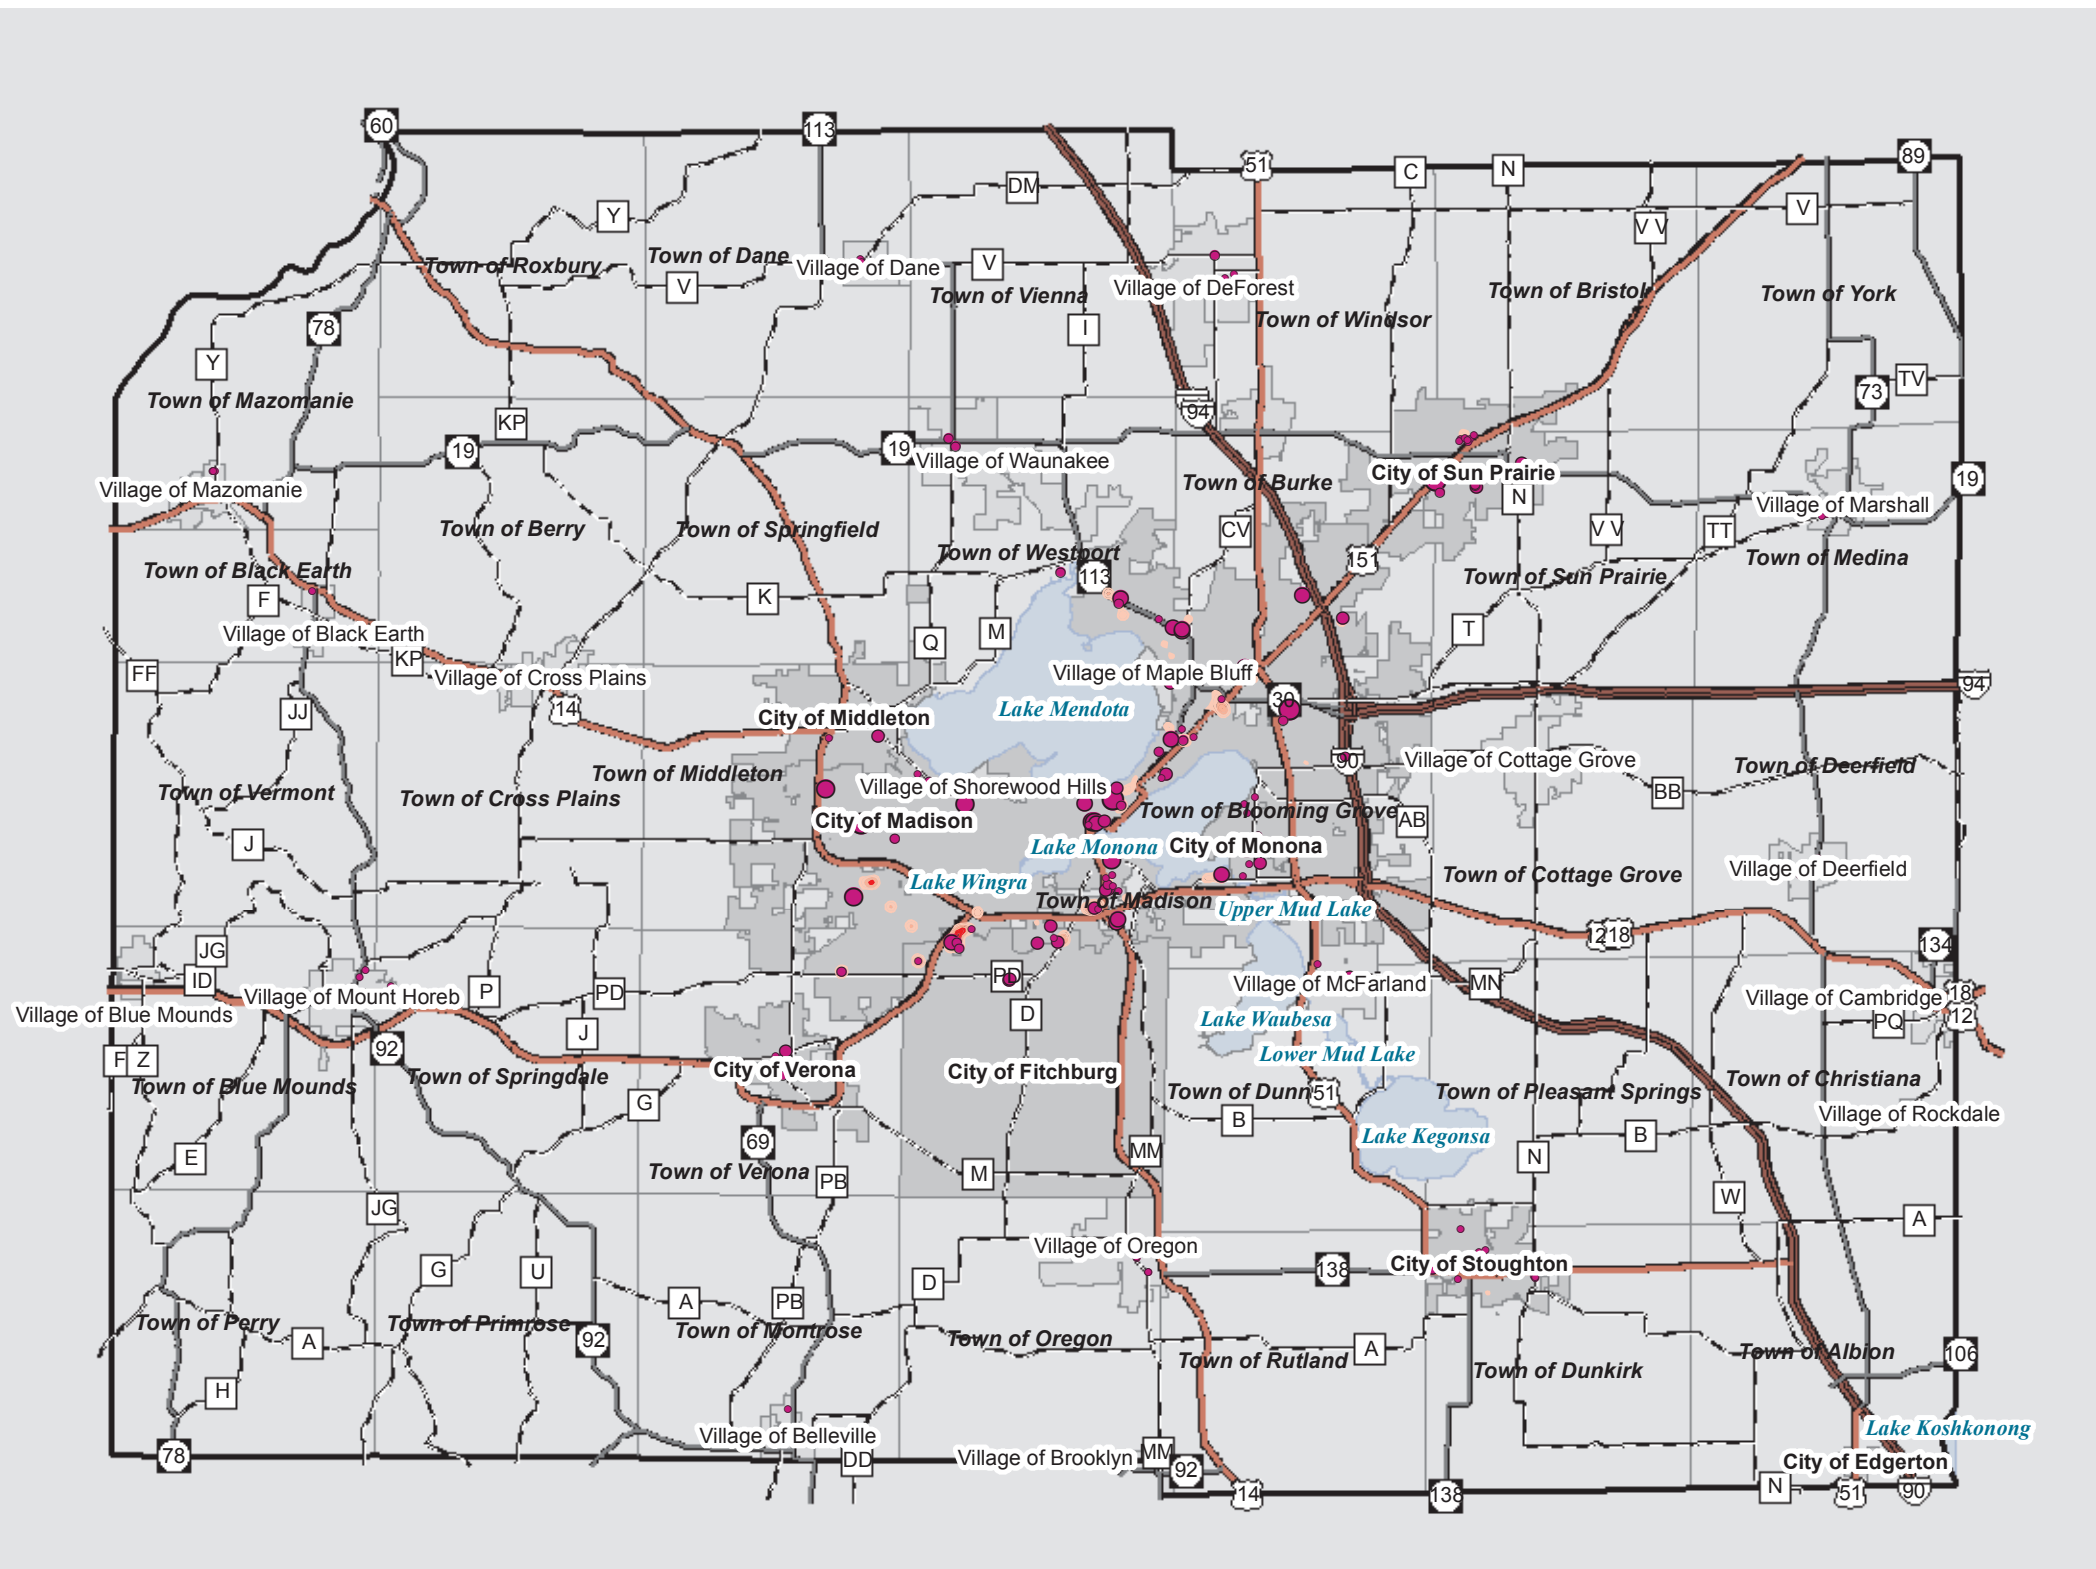 60
113
51
C
N
89
DM
V
Y
V V
Town of Dane
Village of Dane
V
Town of Roxbury
V
Town of Vienna
Village of DeForest
Town of Bristol
Town of York
78
I
Town of Windsor
Y
94
73
TV
Town of Mazomanie
KP
19
19
Village of Waunakee
City of Sun Prairie
19
Town of Burke
Village of Mazomanie
N
Village of Marshall
Town of Berry
Town of Springfield
CV
V V
TT
Town of Westport
151
Town of Medina
Town of Black Earth
113
Town of Sun Prairie
F
K
Village of Black Earth
Q
M
T
KP
FF
Village of Cross Plains
Village of Maple Bluff
94
JJ
14
City of Middleton
Lake Mendota
30
Town of Middleton
90
Village of Cottage Grove
Town of Deerfield
Town of Vermont
Town of Cross Plains
Village of Shorewood Hills
BB
Town of Blooming Grove
City of Madison
AB
J
Lake Monona
City of Monona
Village of Deerfield
Lake Wingra
Town of Cottage Grove
Town of Madison
Upper Mud Lake
JG
1218
134
ID
PD
Village of McFarland
MN
Village of Mount Horeb
P
PD
Village of Cambridge
18
Village of Blue Mounds
D
Lake Waubesa
PQ
12
J
F
Z
92
Lower Mud Lake
City of Verona
City of Fitchburg
Town of Blue Mounds
Town of Springdale
Town of Dunn
51
Town of Pleasant Springs
Town of Christiana
G
B
Village of Rockdale
69
Lake Kegonsa
B
E
MM
N
Town of Verona
M
PB
W
JG
A
Village of Oregon
G
U
138
City of Stoughton
D
A
PB
Town of Perry
Town of Primrose
Town of Montrose
A
92
Town of Oregon
Town of Rutland
A
Town of Albion
106
H
Town of Dunkirk
Lake Koshkonong
Village of Belleville
78
DD
Village of Brooklyn
MM
92
City of Edgerton
14
138
N
51
90